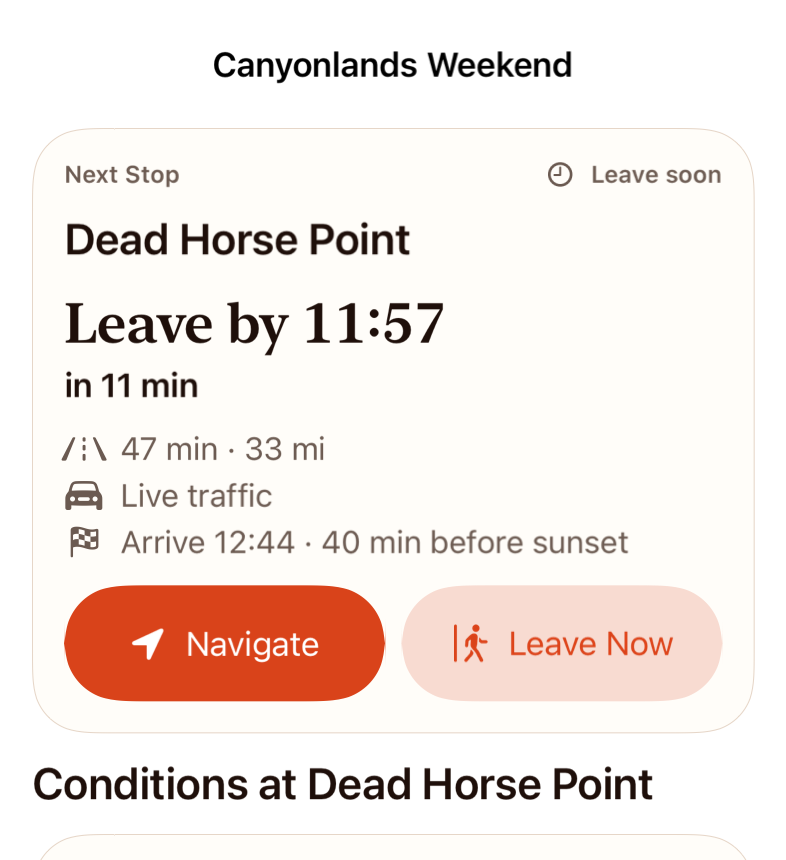 Canyonlands Weekend
Next Stop
Leave soon
Dead Horse Point
Leave by 11:57
in 11 min
47 min · 33 mi
Live traffic
Arrive 12:44 · 40 min before sunset
Navigate
Leave Now
Conditions at Dead Horse Point